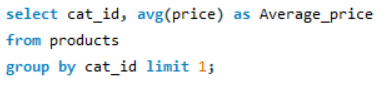 select cat_id, avg(price) as Average_price
from products
group by cat_id limit 1;